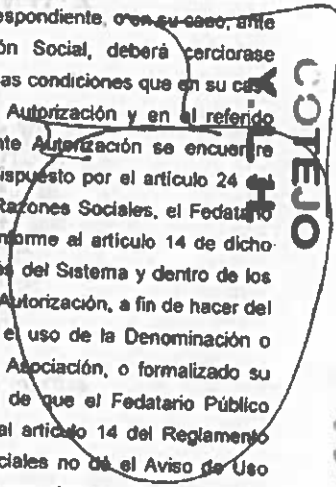 espondiente, o en su caso, ante
ón Social, deberá cerciorase
as condiciones que en su caso
Autorización y en el referido
nte Autorización se encuentre
ispuesto por el artículo 24 del
Razones Sociales, el Fedatario
nforme al artículo 14 de dicho
s del Sistema y dentro de los
Autorización, a fin de hacer del
el uso de la Denominación o
Asociación, o formalizado su
de que el Fedatario Público
al artículo 14 del Reglamento
ciales no dé el Aviso de Uso
COTEJO